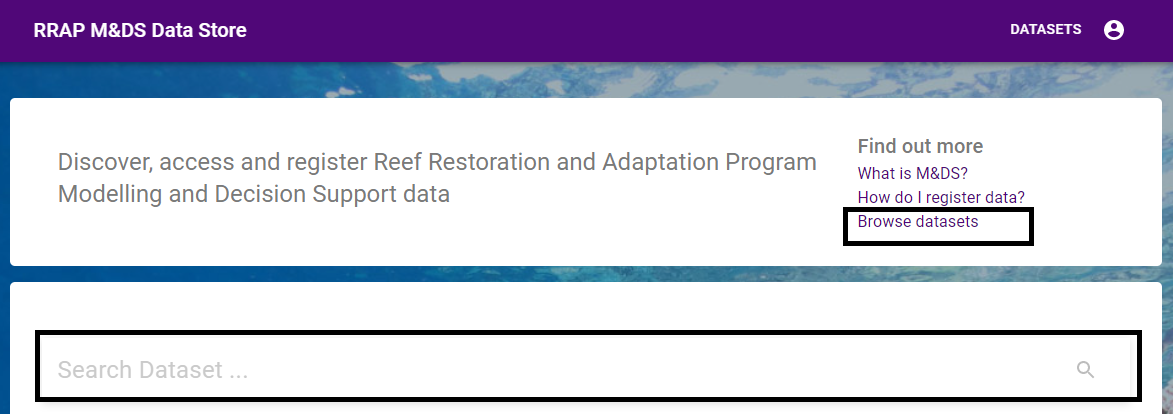 RRAP M&DS Data Store
DATASETS
Discover, access and register Reef Restoration and Adaptation Program
Modelling and Decision Support data
Find out more
What is M&DS?
How do I register data?
Browse datasets
Search Dataset ...